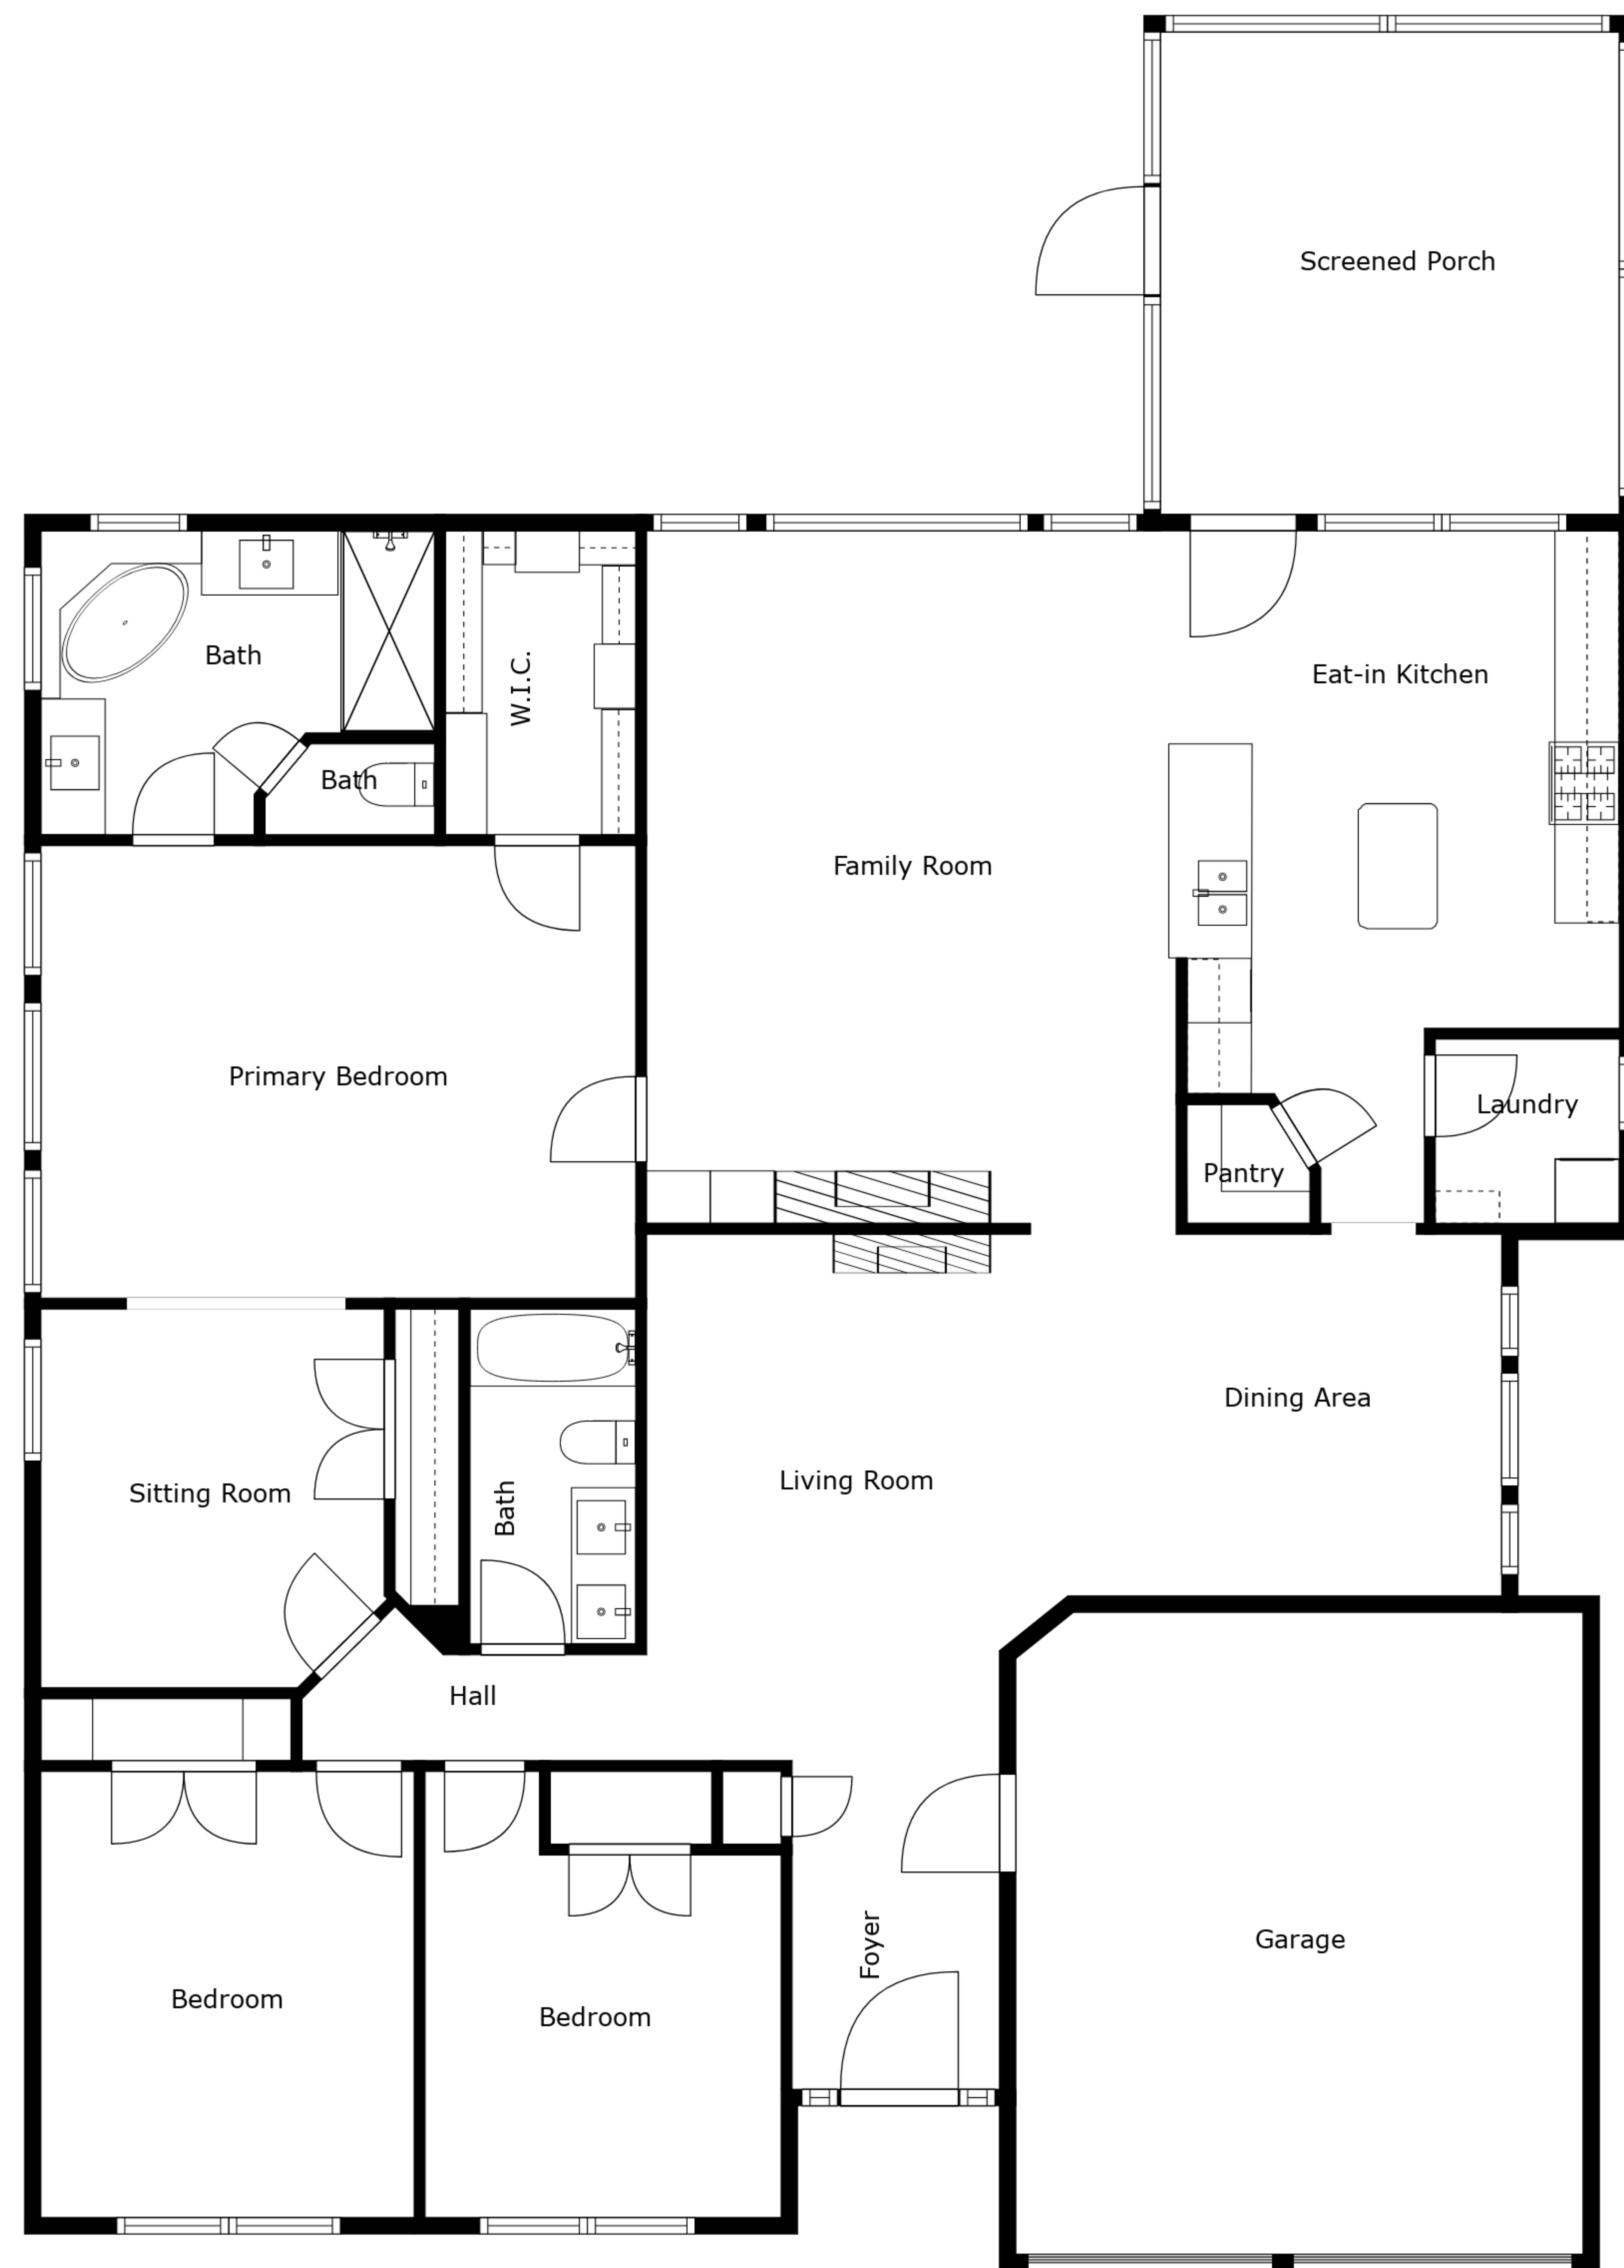 Screened Porch
Bath
W.I.C.
Eat-in Kitchen
Bath
Family Room
Primary Bedroom
Laundry
Pantry
Dining Area
Living Room
Sitting Room
Bath
Hall
Foyer
Garage
Bedroom
Bedroom